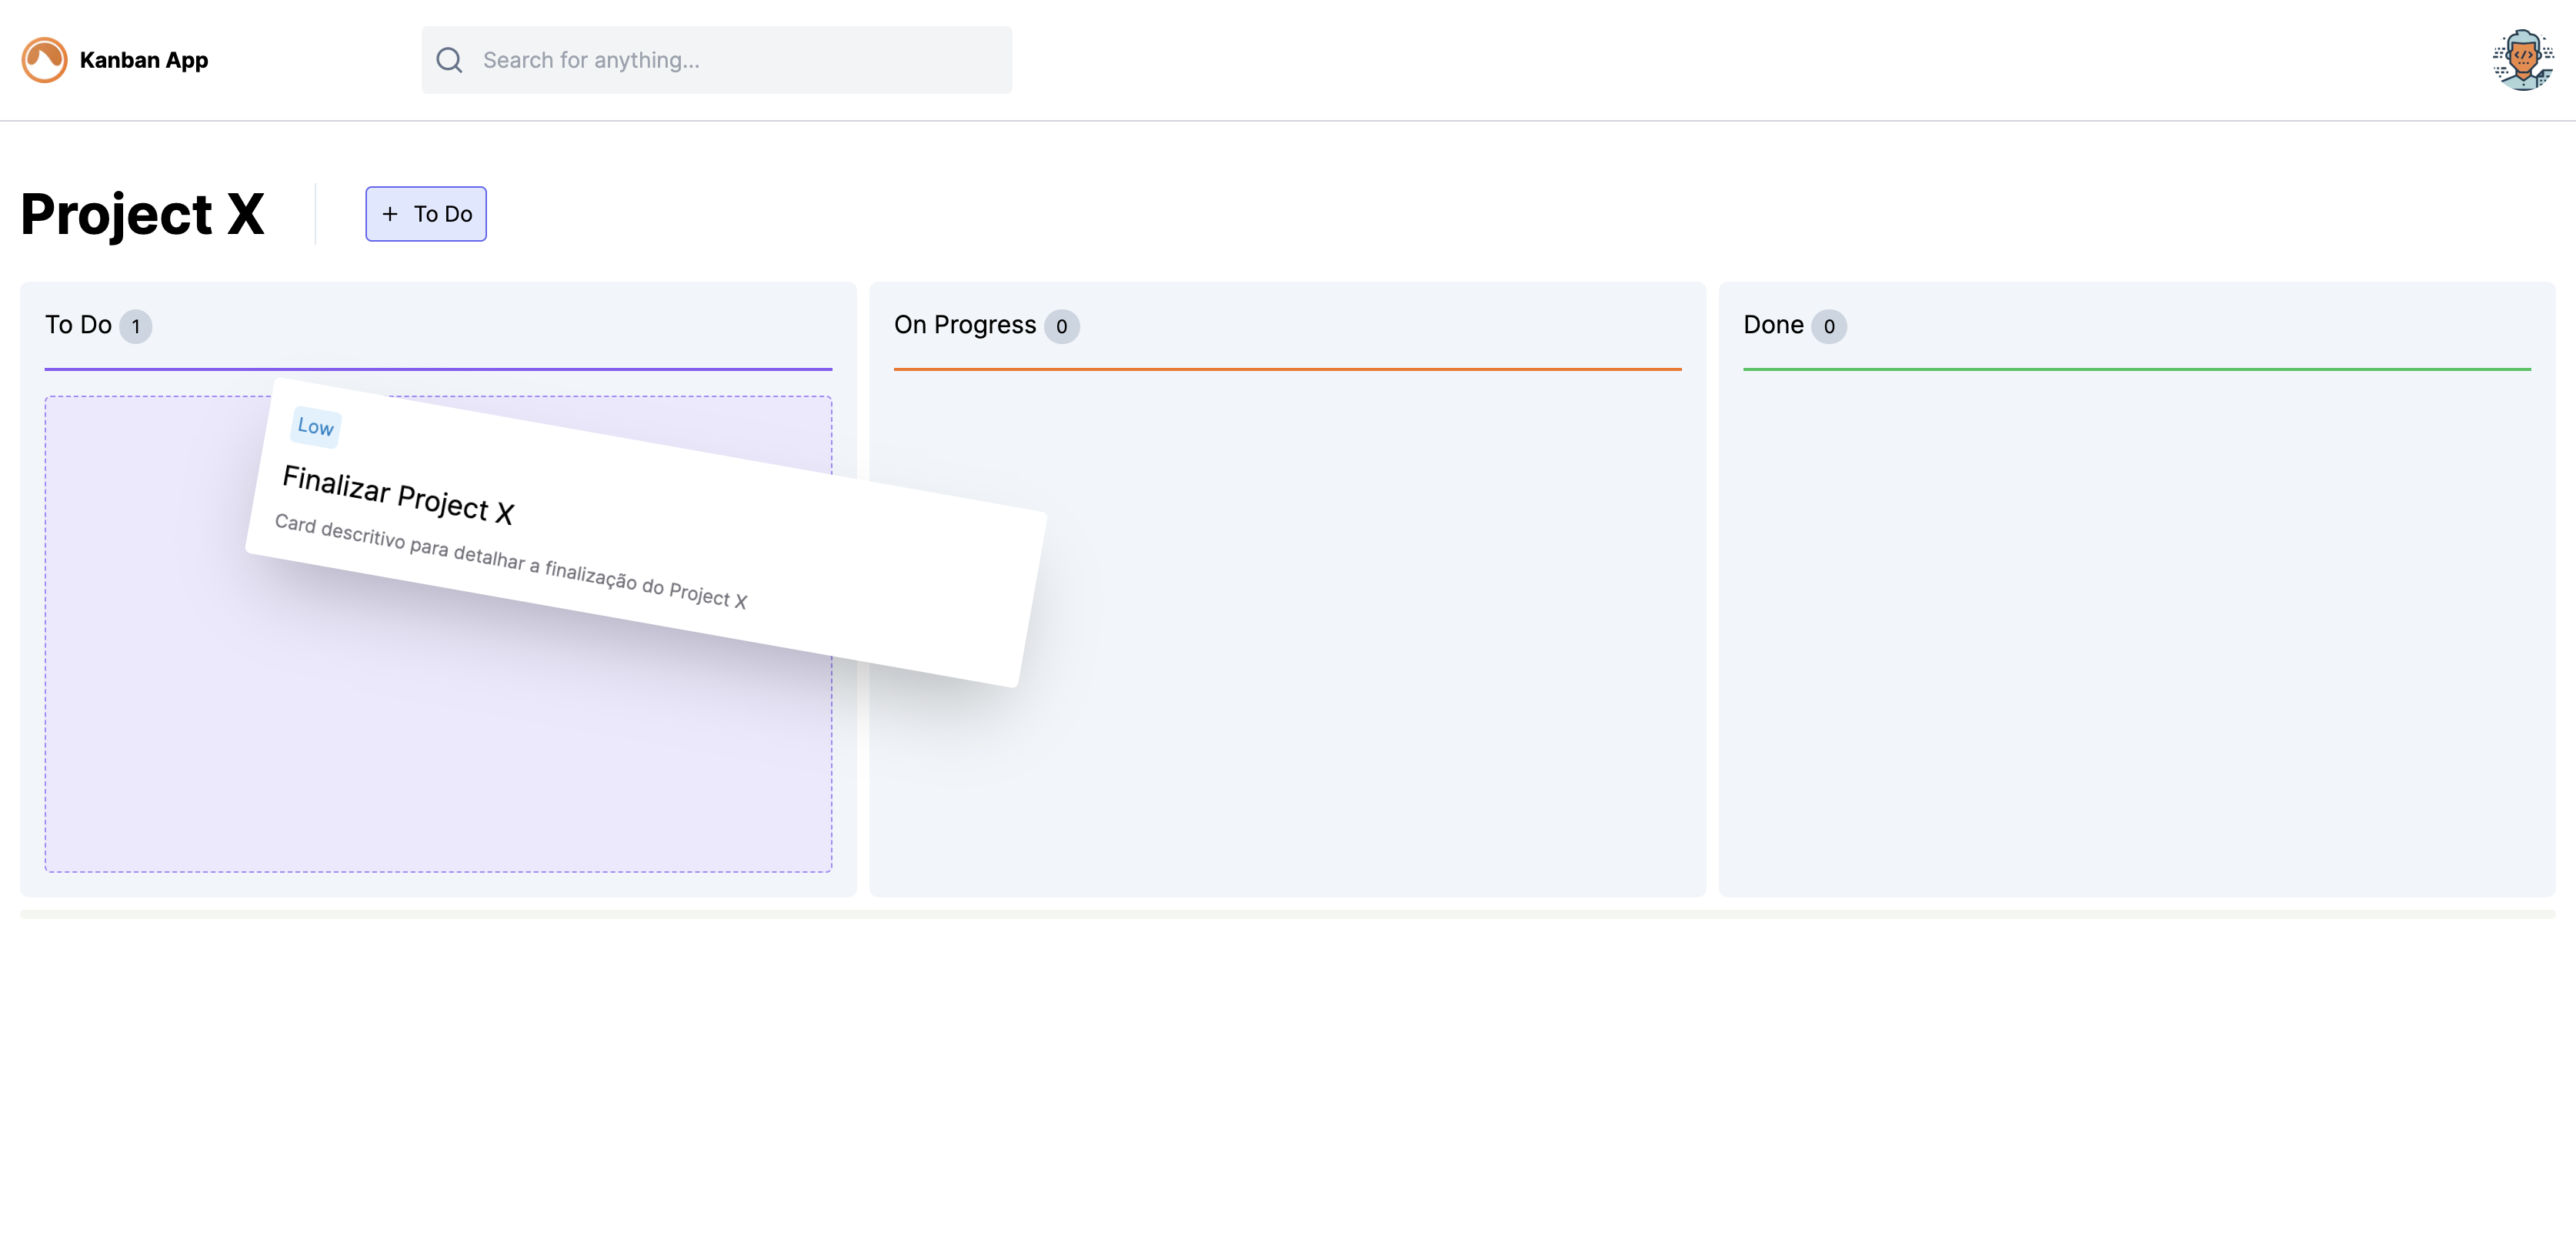 Kanban App
Search for anything...
Project X
+ To Do
To Do 1
On Progress 0
Done 0
Low
Finalizar Project X
Card descritivo para detalhar a finalização do Project X